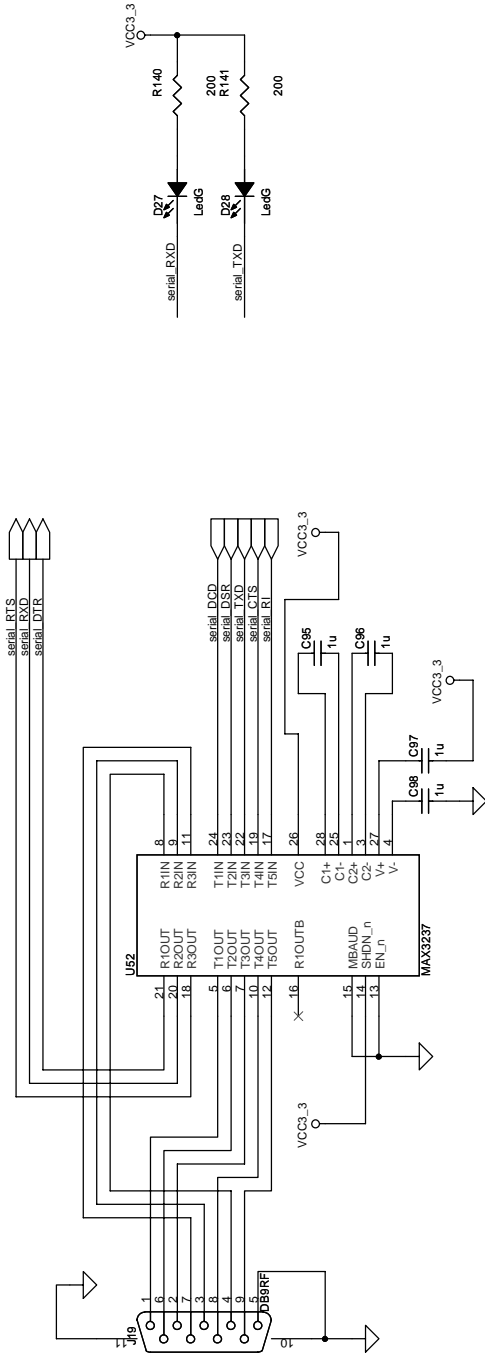 VCC3_3
R140
200
R141
200
D27
LedG
D28
LedG
serial_RXD
serial_TXD
serial_RTS
serial_RXD
serial_DTR
serial_DCD
serial_DSR
serial_TXD
serial_CTS
serial_RI
VCC3_3
C95
1u
C96
1u
VCC3_3
C97
1u
C98
1u
8
9
11
24
23
22
19
17
26
28
25
1
3
27
4
R1IN
R2IN
R3IN
T1IN
T2IN
T3IN
T4IN
T5IN
VCC
C1+
C1-
C2+
C2-
V+
V-
U52
R1OUT
R2OUT
R3OUT
T1OUT
T2OUT
T3OUT
T4OUT
T5OUT
R1OUTB
MBAUD
SHDN_n
EN_n
MAX3237
21
20
18
5
6
7
10
12
16
15
14
13
VCC3_3
1
6
2
7
3
8
4
9
5
DB9RF
J19
11
10